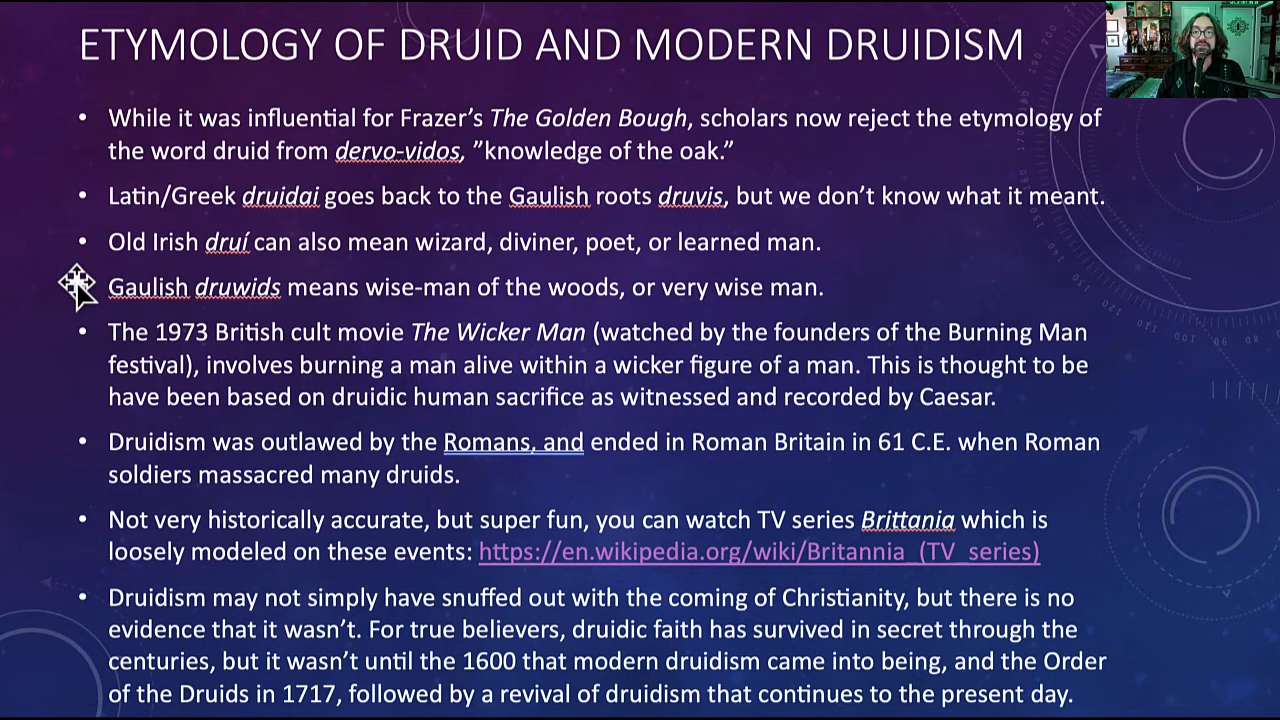 ETYMOLOGY OF DRUID AND MODERN DRUIDISM
• While it was influential for Frazer’s The Golden Bough, scholars now reject the etymology of
the word druid from dervo-vidos, ”knowledge of the oak.”
• Latin/Greek druidai goes back to the Gaulish roots druvis, but we don’t know what it meant.
• Old Irish druí can also mean wizard, diviner, poet, or learned man.
• Gaulish druwids means wise-man of the woods, or very wise man.
• The 1973 British cult movie The Wicker Man (watched by the founders of the Burning Man
festival), involves burning a man alive within a wicker figure of a man. This is thought to be
have been based on druidic human sacrifice as witnessed and recorded by Caesar.
• Druidism was outlawed by the Romans, and ended in Roman Britain in 61 C.E. when Roman
soldiers massacred many druids.
• Not very historically accurate, but super fun, you can watch TV series Brittania which is
loosely modeled on these events: https://en.wikipedia.org/wiki/Britannia_(TV_series)
• Druidism may not simply have snuffed out with the coming of Christianity, but there is no
evidence that it wasn’t. For true believers, druidic faith has survived in secret through the
centuries, but it wasn’t until the 1600 that modern druidism came into being, and the Order
of the Druids in 1717, followed by a revival of druidism that continues to the present day.